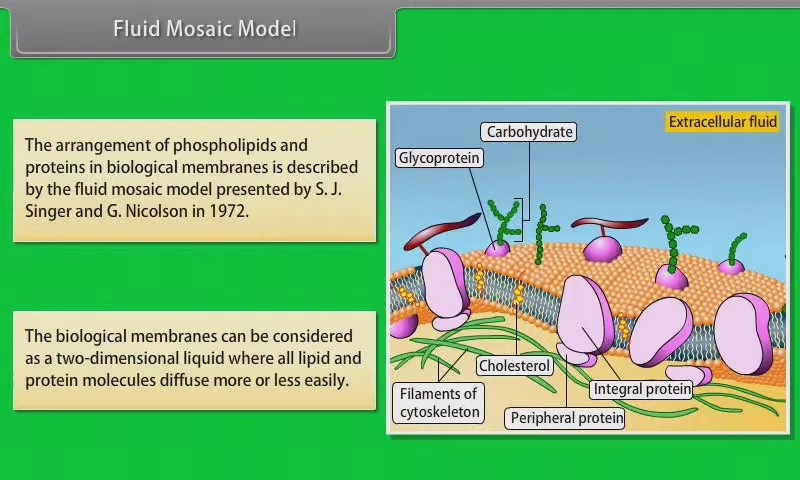 Fluid Mosaic Model
The arrangement of phospholipids and
proteins in biological membranes is described
by the fluid mosaic model presented by S. J.
Singer and G. Nicolson in 1972.
The biological membranes can be considered
as a two-dimensional liquid where all lipid and
protein molecules diffuse more or less easily.
Extracellular fluid
Carbohydrate
Glycoprotein
Cholesterol
Integral protein
Filaments of
cytoskeleton
Peripheral protein